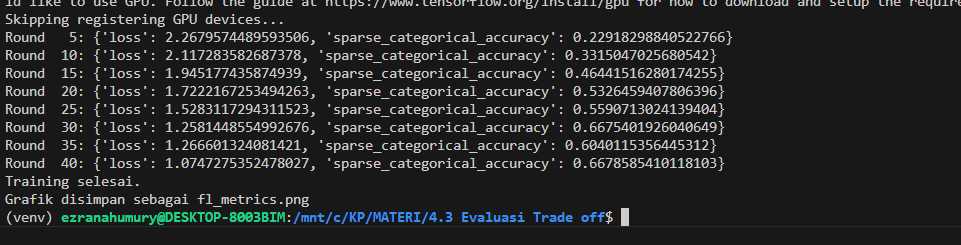 ld like to use GPU. Follow the guide at https://www.tensorflow.org/install/gpu for how to download and setup the require
Skipping registering GPU devices...
Round   5: {'loss': 2.2679574489593506, 'sparse_categorical_accuracy': 0.22918298840522766}
Round  10: {'loss': 2.117283582687378, 'sparse_categorical_accuracy': 0.3315047025680542}
Round  15: {'loss': 1.945177435874939, 'sparse_categorical_accuracy': 0.46441516280174255}
Round  20: {'loss': 1.7222167253494263, 'sparse_categorical_accuracy': 0.5326459407806396}
Round  25: {'loss': 1.5283117294311523, 'sparse_categorical_accuracy': 0.5590713024139404}
Round  30: {'loss': 1.2581448554992676, 'sparse_categorical_accuracy': 0.6675401926040649}
Round  35: {'loss': 1.266601324081421, 'sparse_categorical_accuracy': 0.6040115356445312}
Round  40: {'loss': 1.0747275352478027, 'sparse_categorical_accuracy': 0.6678585410118103}
Training selesai.
Grafik disimpan sebagai fl_metrics.png
(venv) ezranahumury@DESKTOP-8003BIM:/mnt/c/KP/MATERI/4.3 Evaluasi Trade off$